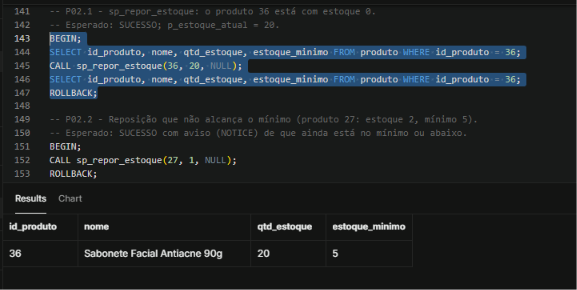 141 -- P02.1 - sp_repor_estoque: o produto 36 está com estoque 0.
142 -- Esperado: SUCESSO; p_estoque_atual = 20.
143 BEGIN;
144 SELECT id_produto, nome, qtd_estoque, estoque_minimo FROM produto WHERE id_produto = 36;
145 CALL sp_repor_estoque(36, 20, NULL);
146 SELECT id_produto, nome, qtd_estoque, estoque_minimo FROM produto WHERE id_produto = 36;
147 ROLLBACK;
148
149 -- P02.2 - Reposição que não alcança o mínimo (produto 27: estoque 2, mínimo 5).
150 -- Esperado: SUCESSO com aviso (NOTICE) de que ainda está no mínimo ou abaixo.
151 BEGIN;
152 CALL sp_repor_estoque(27, 1, NULL);
153 ROLLBACK;
Results Chart
id_produto nome qtd_estoque estoque_minimo
36 Sabonete Facial Antiacne 90g 20 5